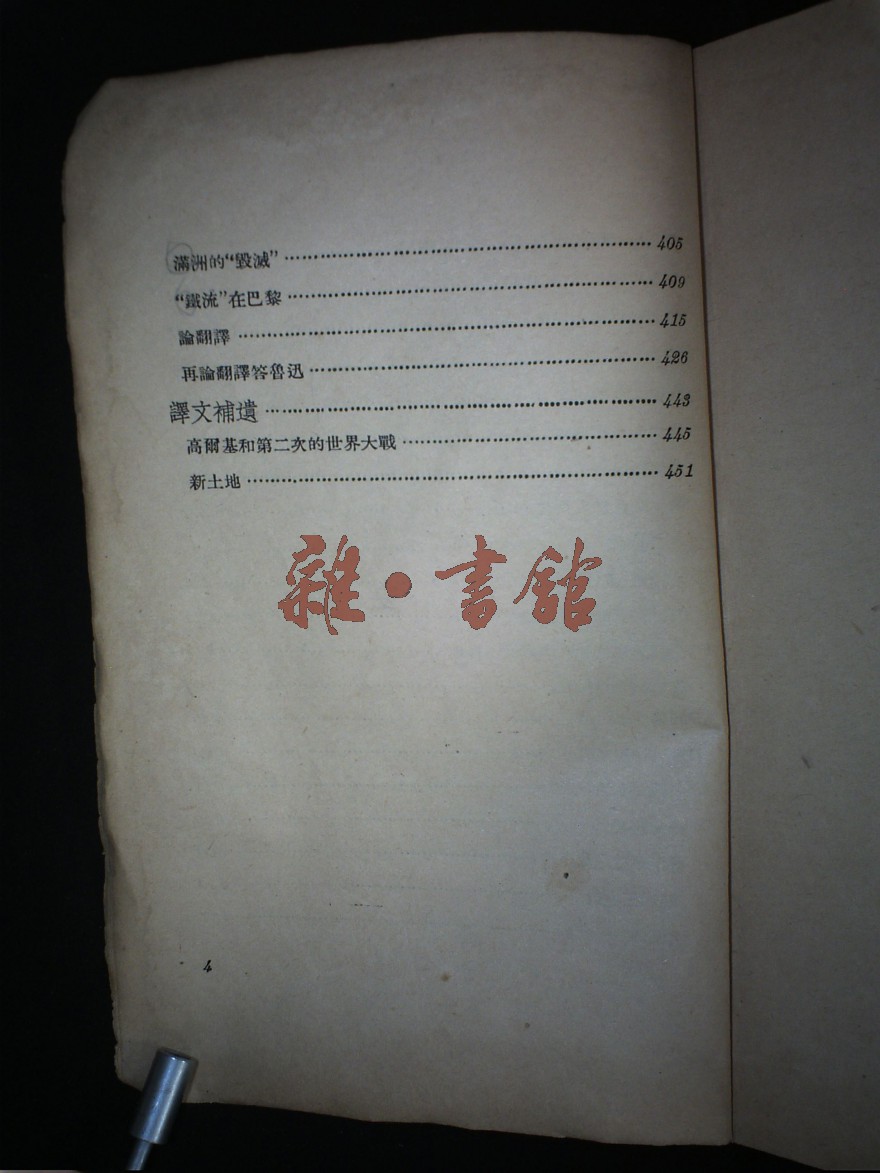 滿洲的“毀滅”……405
“鐵流”在巴黎……409
論翻譯……415
再論翻譯答魯迅……426
譯文補遺……443
高爾基和第二次的世界大戰……445
新土地……451
雜•書館
4